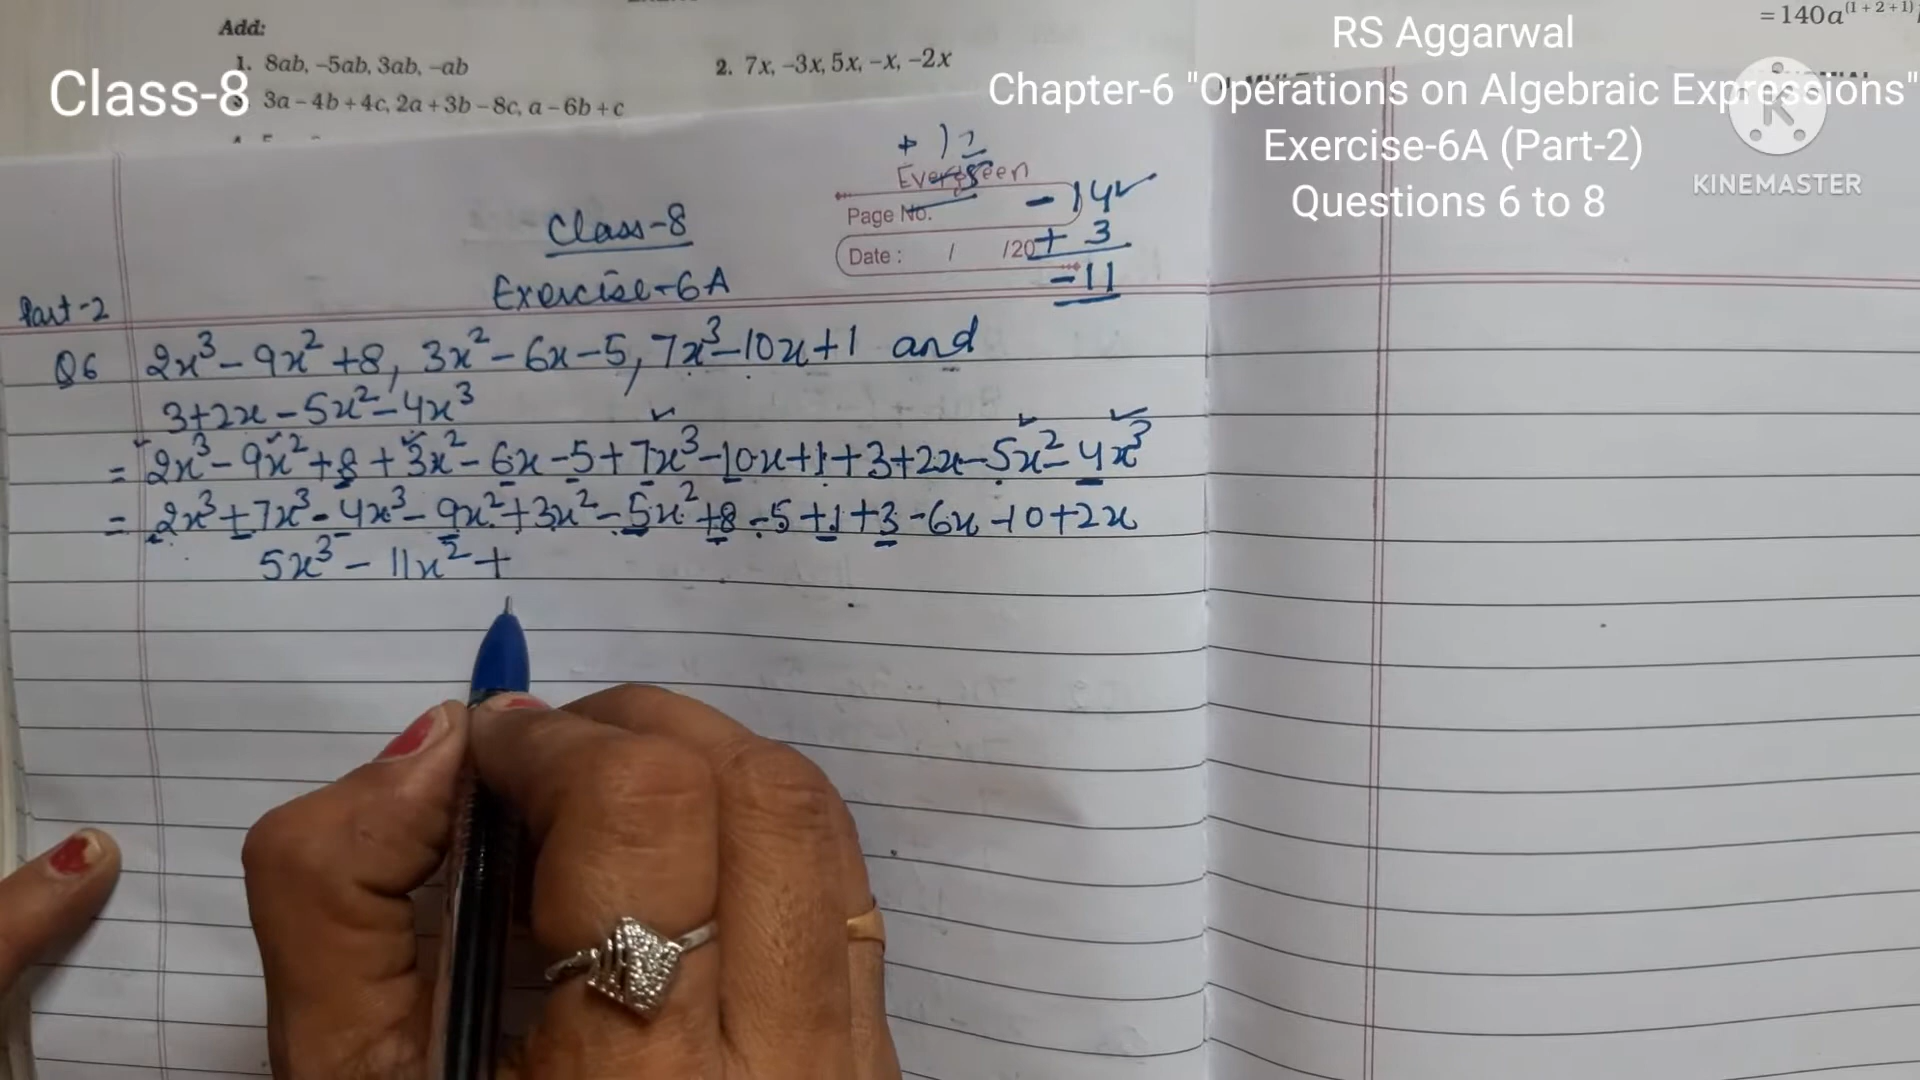 Add:
1. 8ab, –5ab, 3ab, –ab
2. 7x, –3x, 5x, –x, –2x
3a – 4b + 4c, 2a + 3b – 8c, a – 6b + c
= 140a^(1 + 2 + 1)
Class-8
RS Aggarwal
Chapter-6 "Operations on Algebraic Expressions"
Exercise-6A (Part-2)
Questions 6 to 8
KINEMASTER
+ 12
Evergreen
Page No.
Date : / /20
- 14
+ 3
- 11
Class-8
Exercise-6A
Part-2
Q6 2x³ - 9x² + 8, 3x² - 6x - 5, 7x³ - 10x + 1 and
3 + 2x - 5x² - 4x³
= 2x³ - 9x² + 8 + 3x² - 6x - 5 + 7x³ - 10x + 1 + 3 + 2x - 5x² - 4x³
= 2x³ + 7x³ - 4x³ - 9x² + 3x² - 5x² + 8 - 5 + 1 + 3 - 6x - 10 + 2x
5x³ - 11x² +